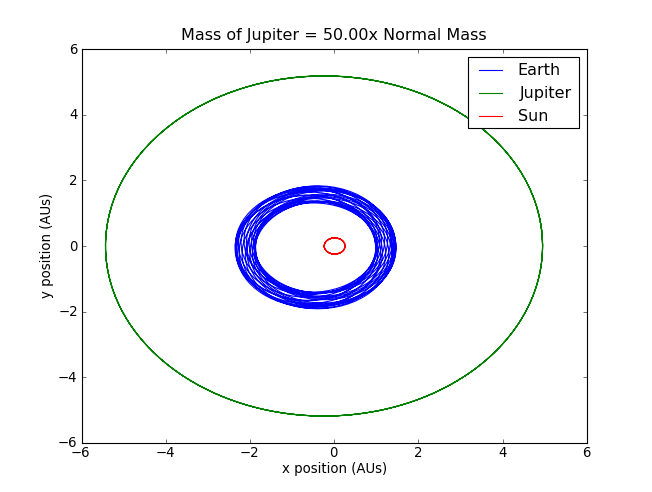 Mass of Jupiter = 50.00x Normal Mass
6
4
2
0
−2
−4
−6
y position (AUs)
Earth
Jupiter
Sun
−6 −4 −2 0 2 4 6
x position (AUs)